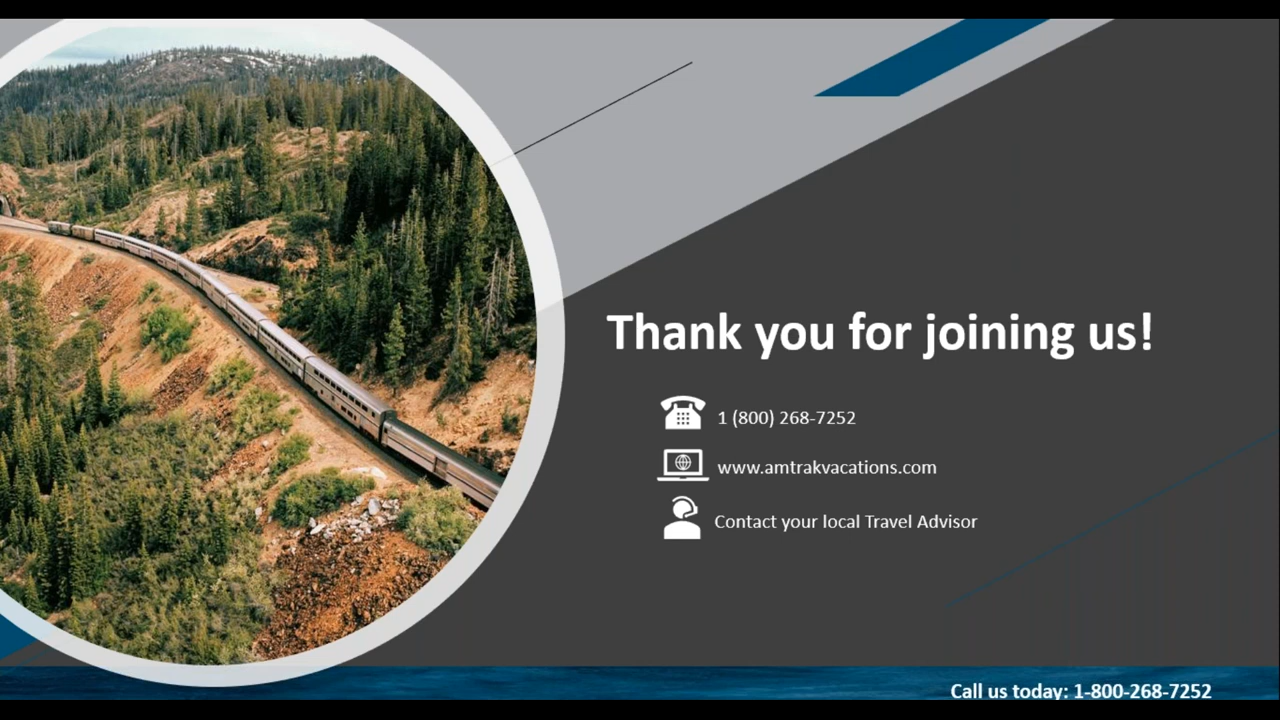 Thank you for joining us!
1 (800) 268-7252
www.amtrakvacations.com
Contact your local Travel Advisor
Call us today: 1-800-268-7252